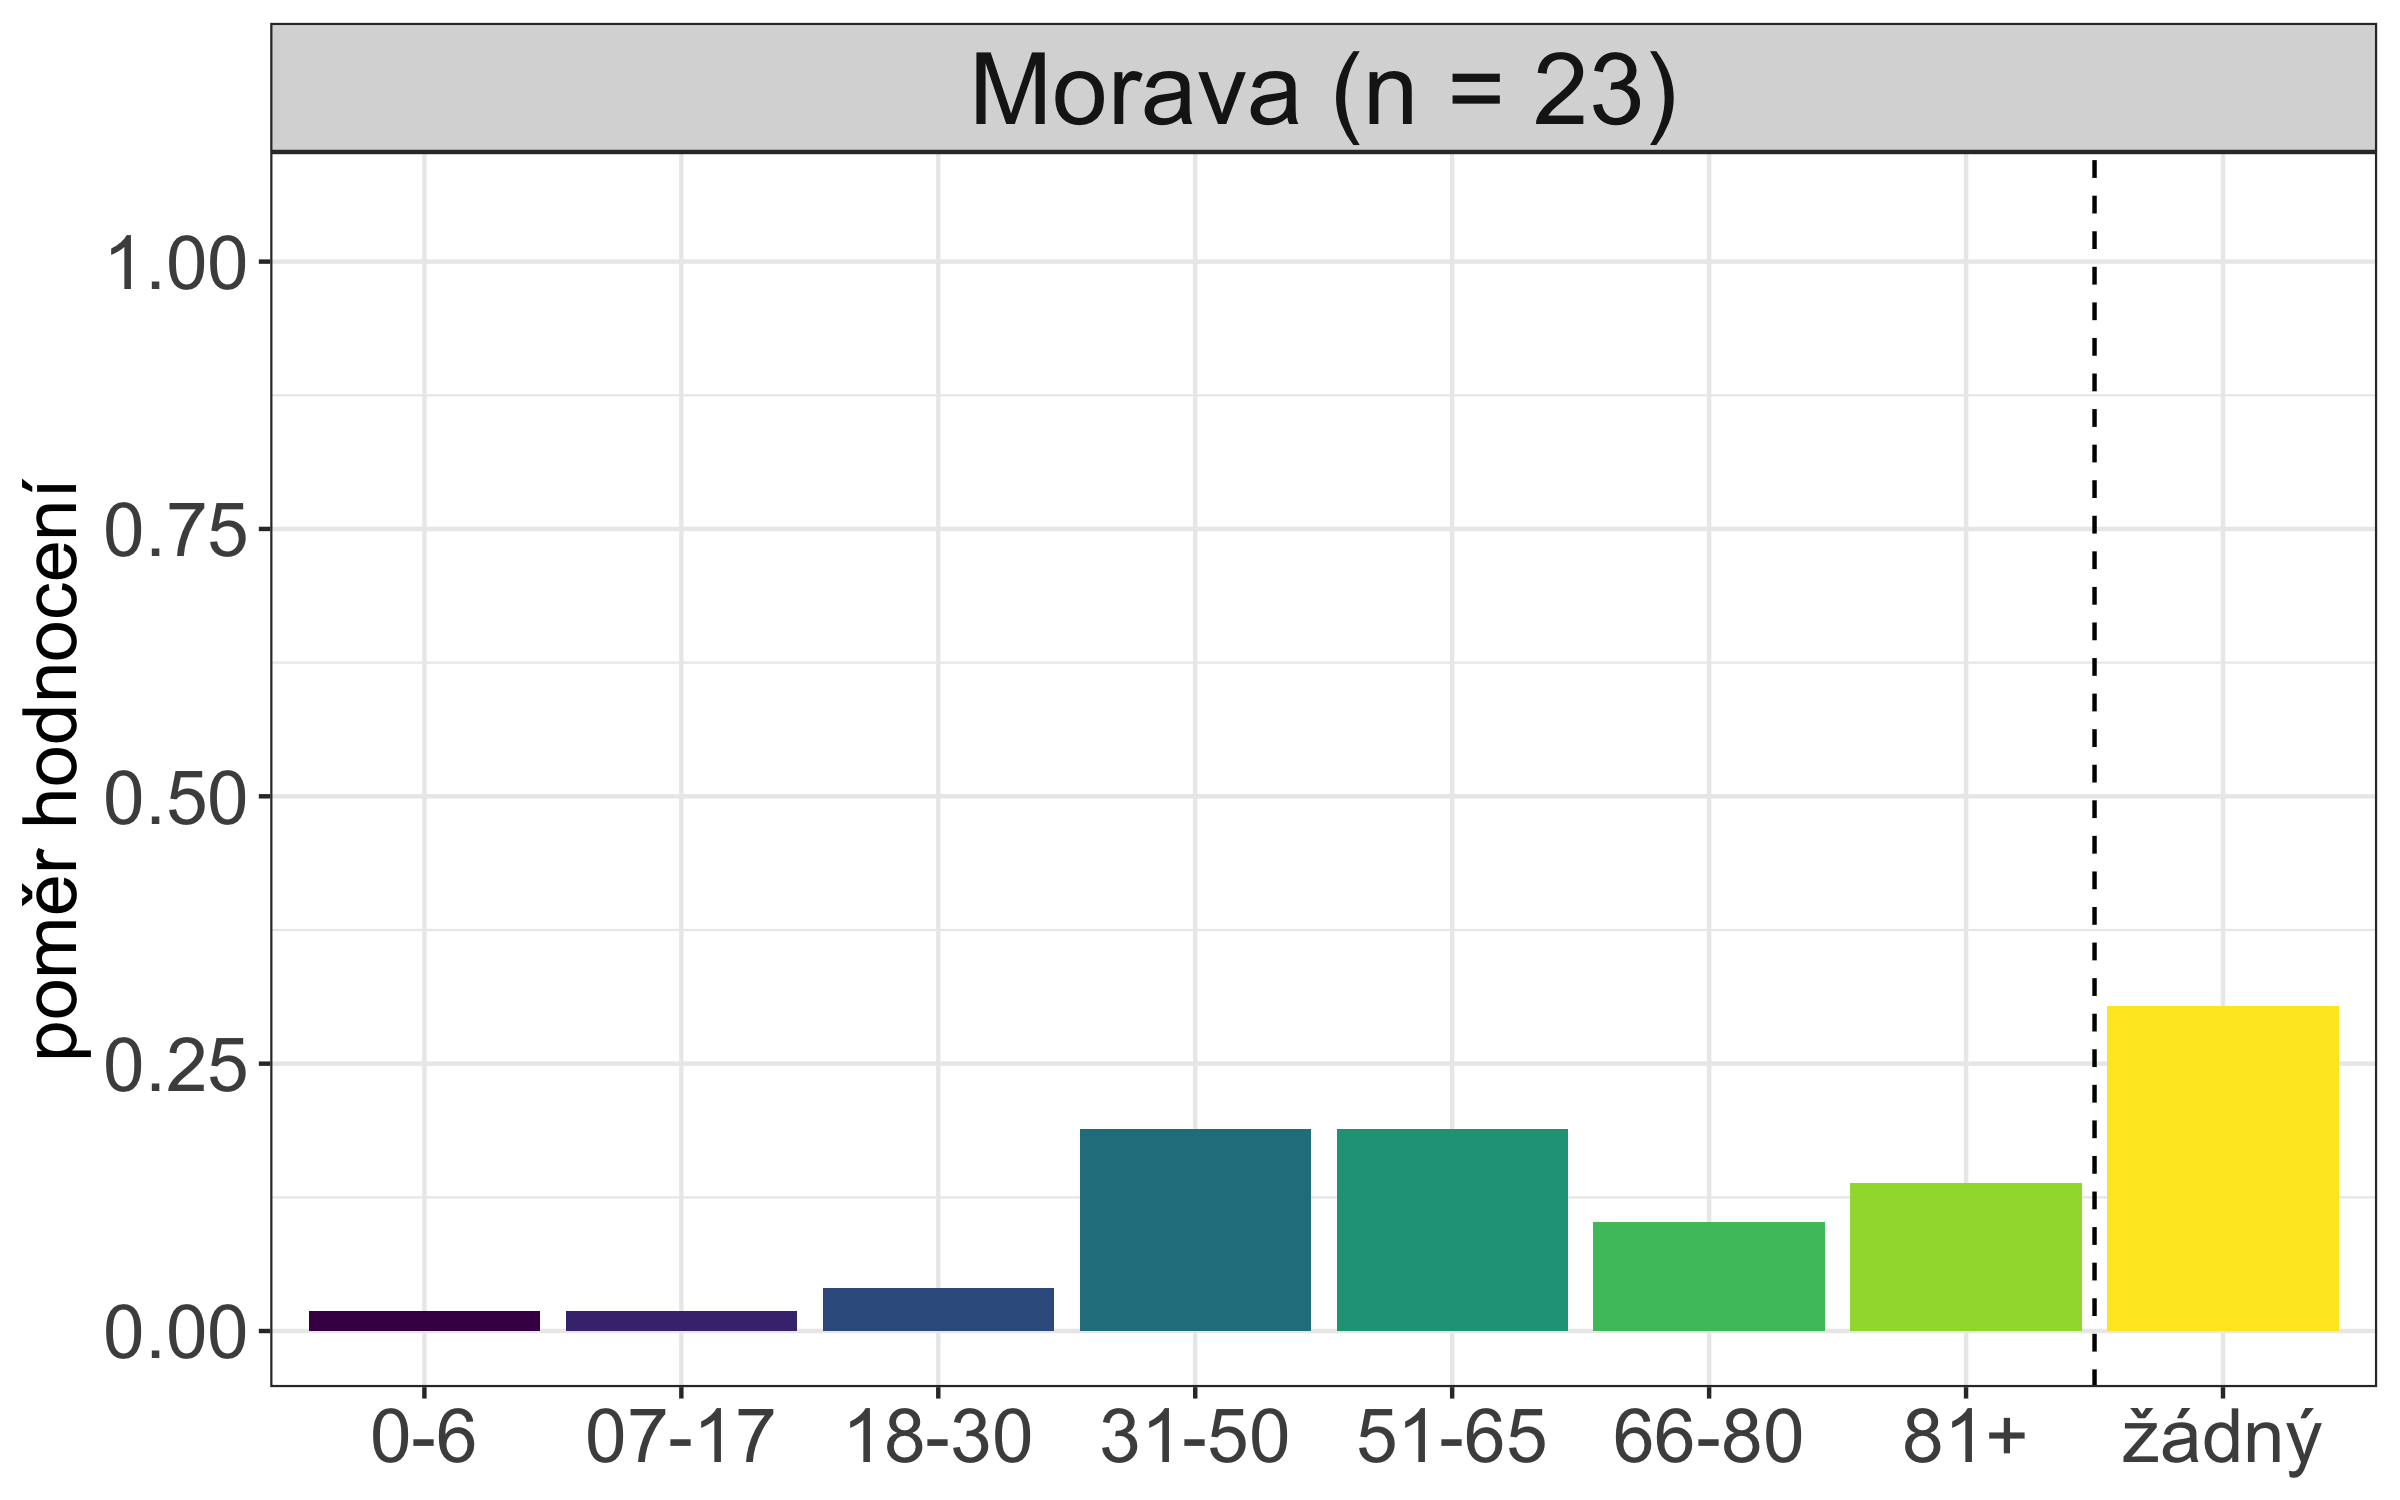 Morava (n = 23)
poměr hodnocení
1.00
0.75
0.50
0.25
0.00
0-6 07-17 18-30 31-50 51-65 66-80 81+ žádný